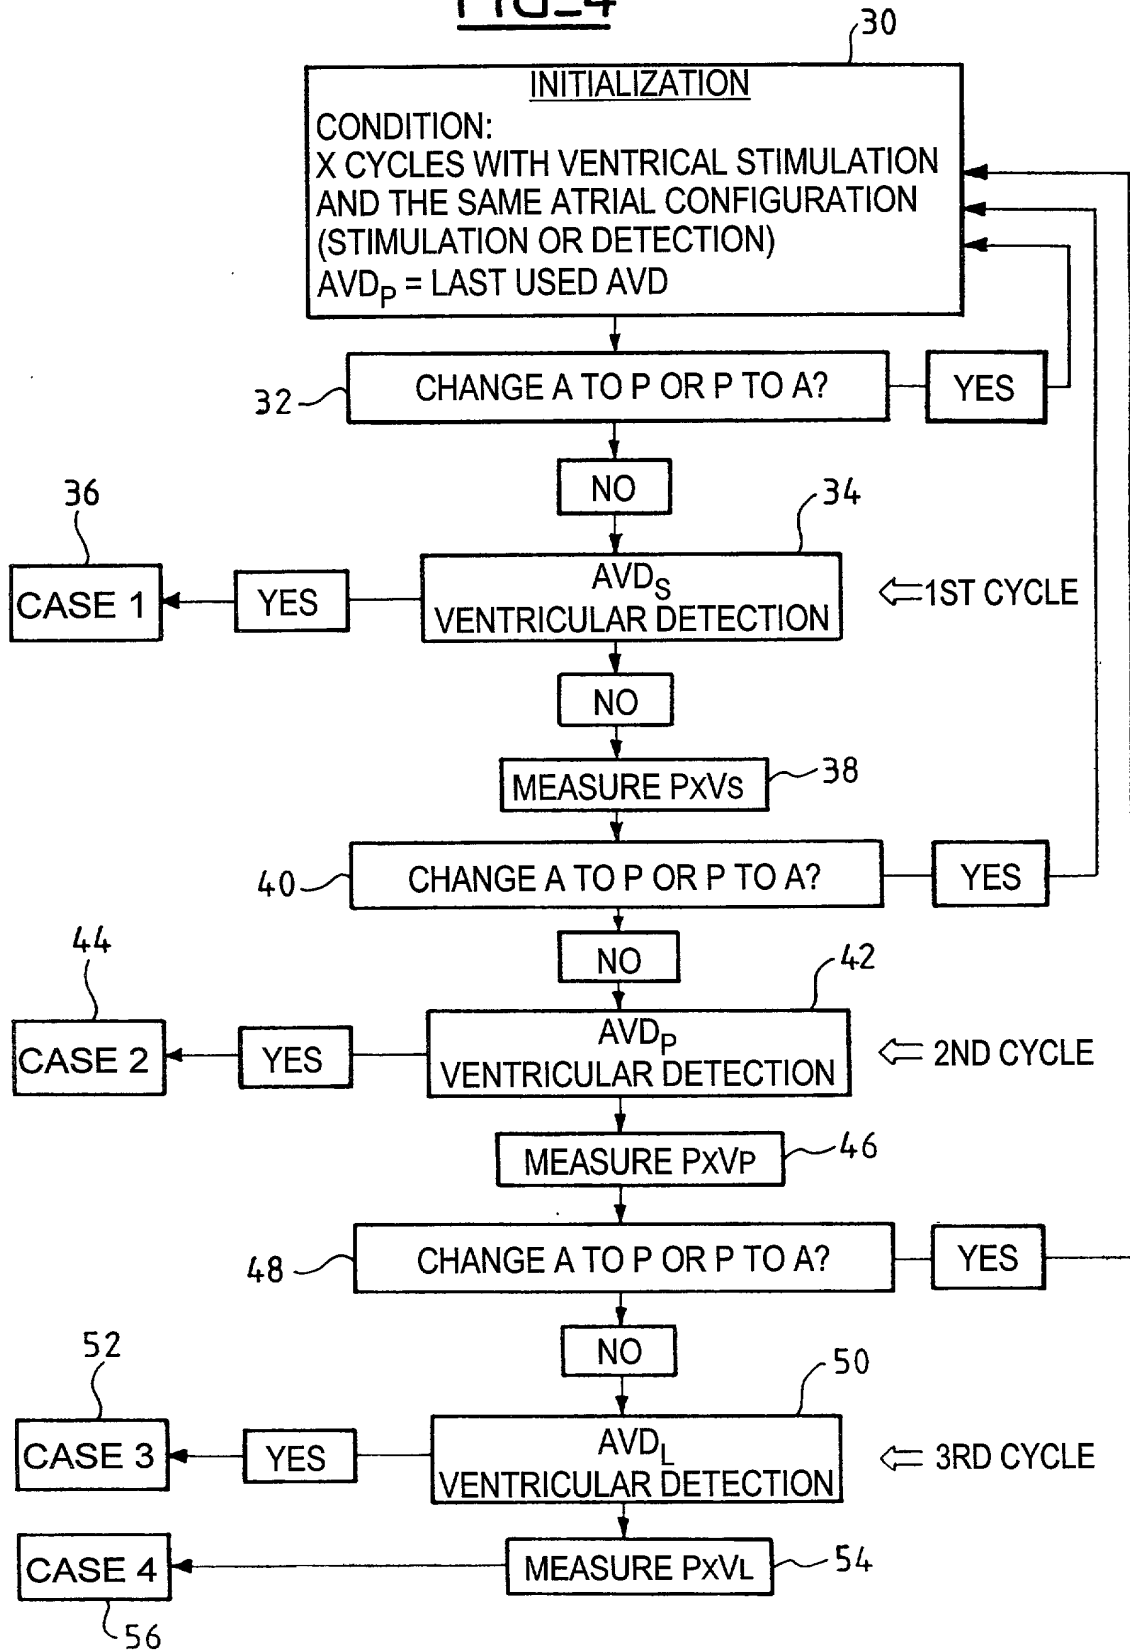 FIG_4
30
INITIALIZATION
CONDITION:
X CYCLES WITH VENTRICAL STIMULATION
AND THE SAME ATRIAL CONFIGURATION
(STIMULATION OR DETECTION)
AVDP = LAST USED AVD
32
CHANGE A TO P OR P TO A?
YES
NO
36
34
CASE 1
YES
AVDS
VENTRICULAR DETECTION
1ST CYCLE
NO
MEASURE PXVS
38
40
CHANGE A TO P OR P TO A?
YES
NO
44
42
CASE 2
YES
AVDP
VENTRICULAR DETECTION
2ND CYCLE
MEASURE PXVP
46
48
CHANGE A TO P OR P TO A?
YES
NO
52
50
CASE 3
YES
AVDL
VENTRICULAR DETECTION
3RD CYCLE
CASE 4
MEASURE PXVL
54
56